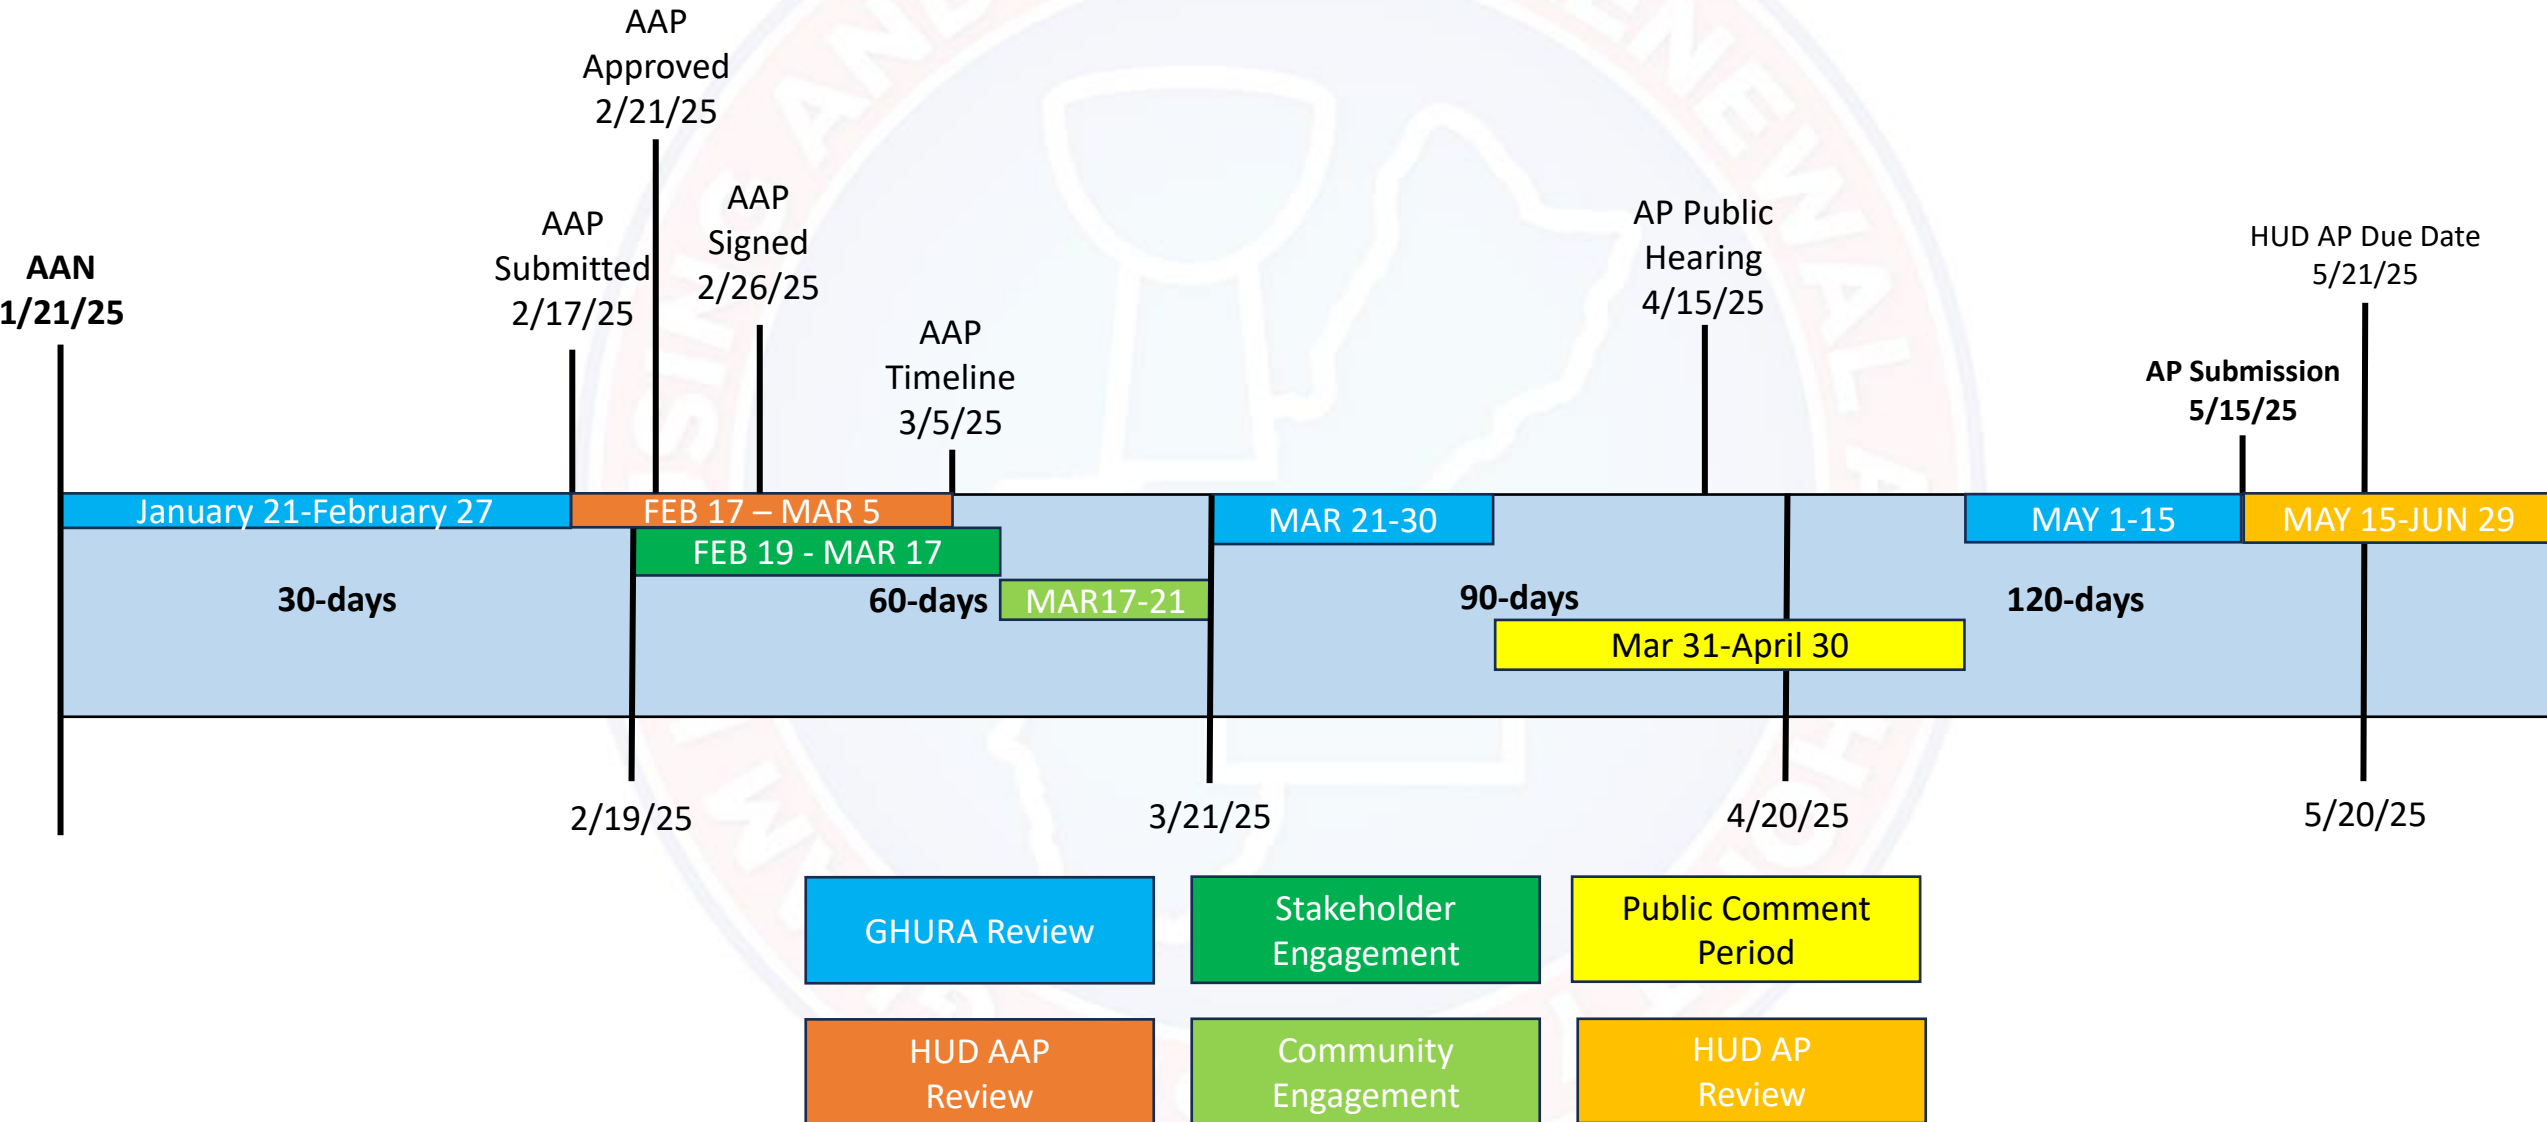 AAP
Approved
2/21/25
AAP
Submitted
2/17/25
AAP
Signed
2/26/25
AAN
1/21/25
AAP
Timeline
3/5/25
AP Public
Hearing
4/15/25
HUD AP Due Date
5/21/25
AP Submission
5/15/25
January 21-February 27
FEB 17 – MAR 5
MAR 21-30
MAY 1-15
MAY 15-JUN 29
FEB 19 - MAR 17
30-days
60-days
MAR17-21
90-days
120-days
Mar 31-April 30
2/19/25
3/21/25
4/20/25
5/20/25
GHURA Review
Stakeholder
Engagement
Public Comment
Period
HUD AAP
Review
Community
Engagement
HUD AP
Review